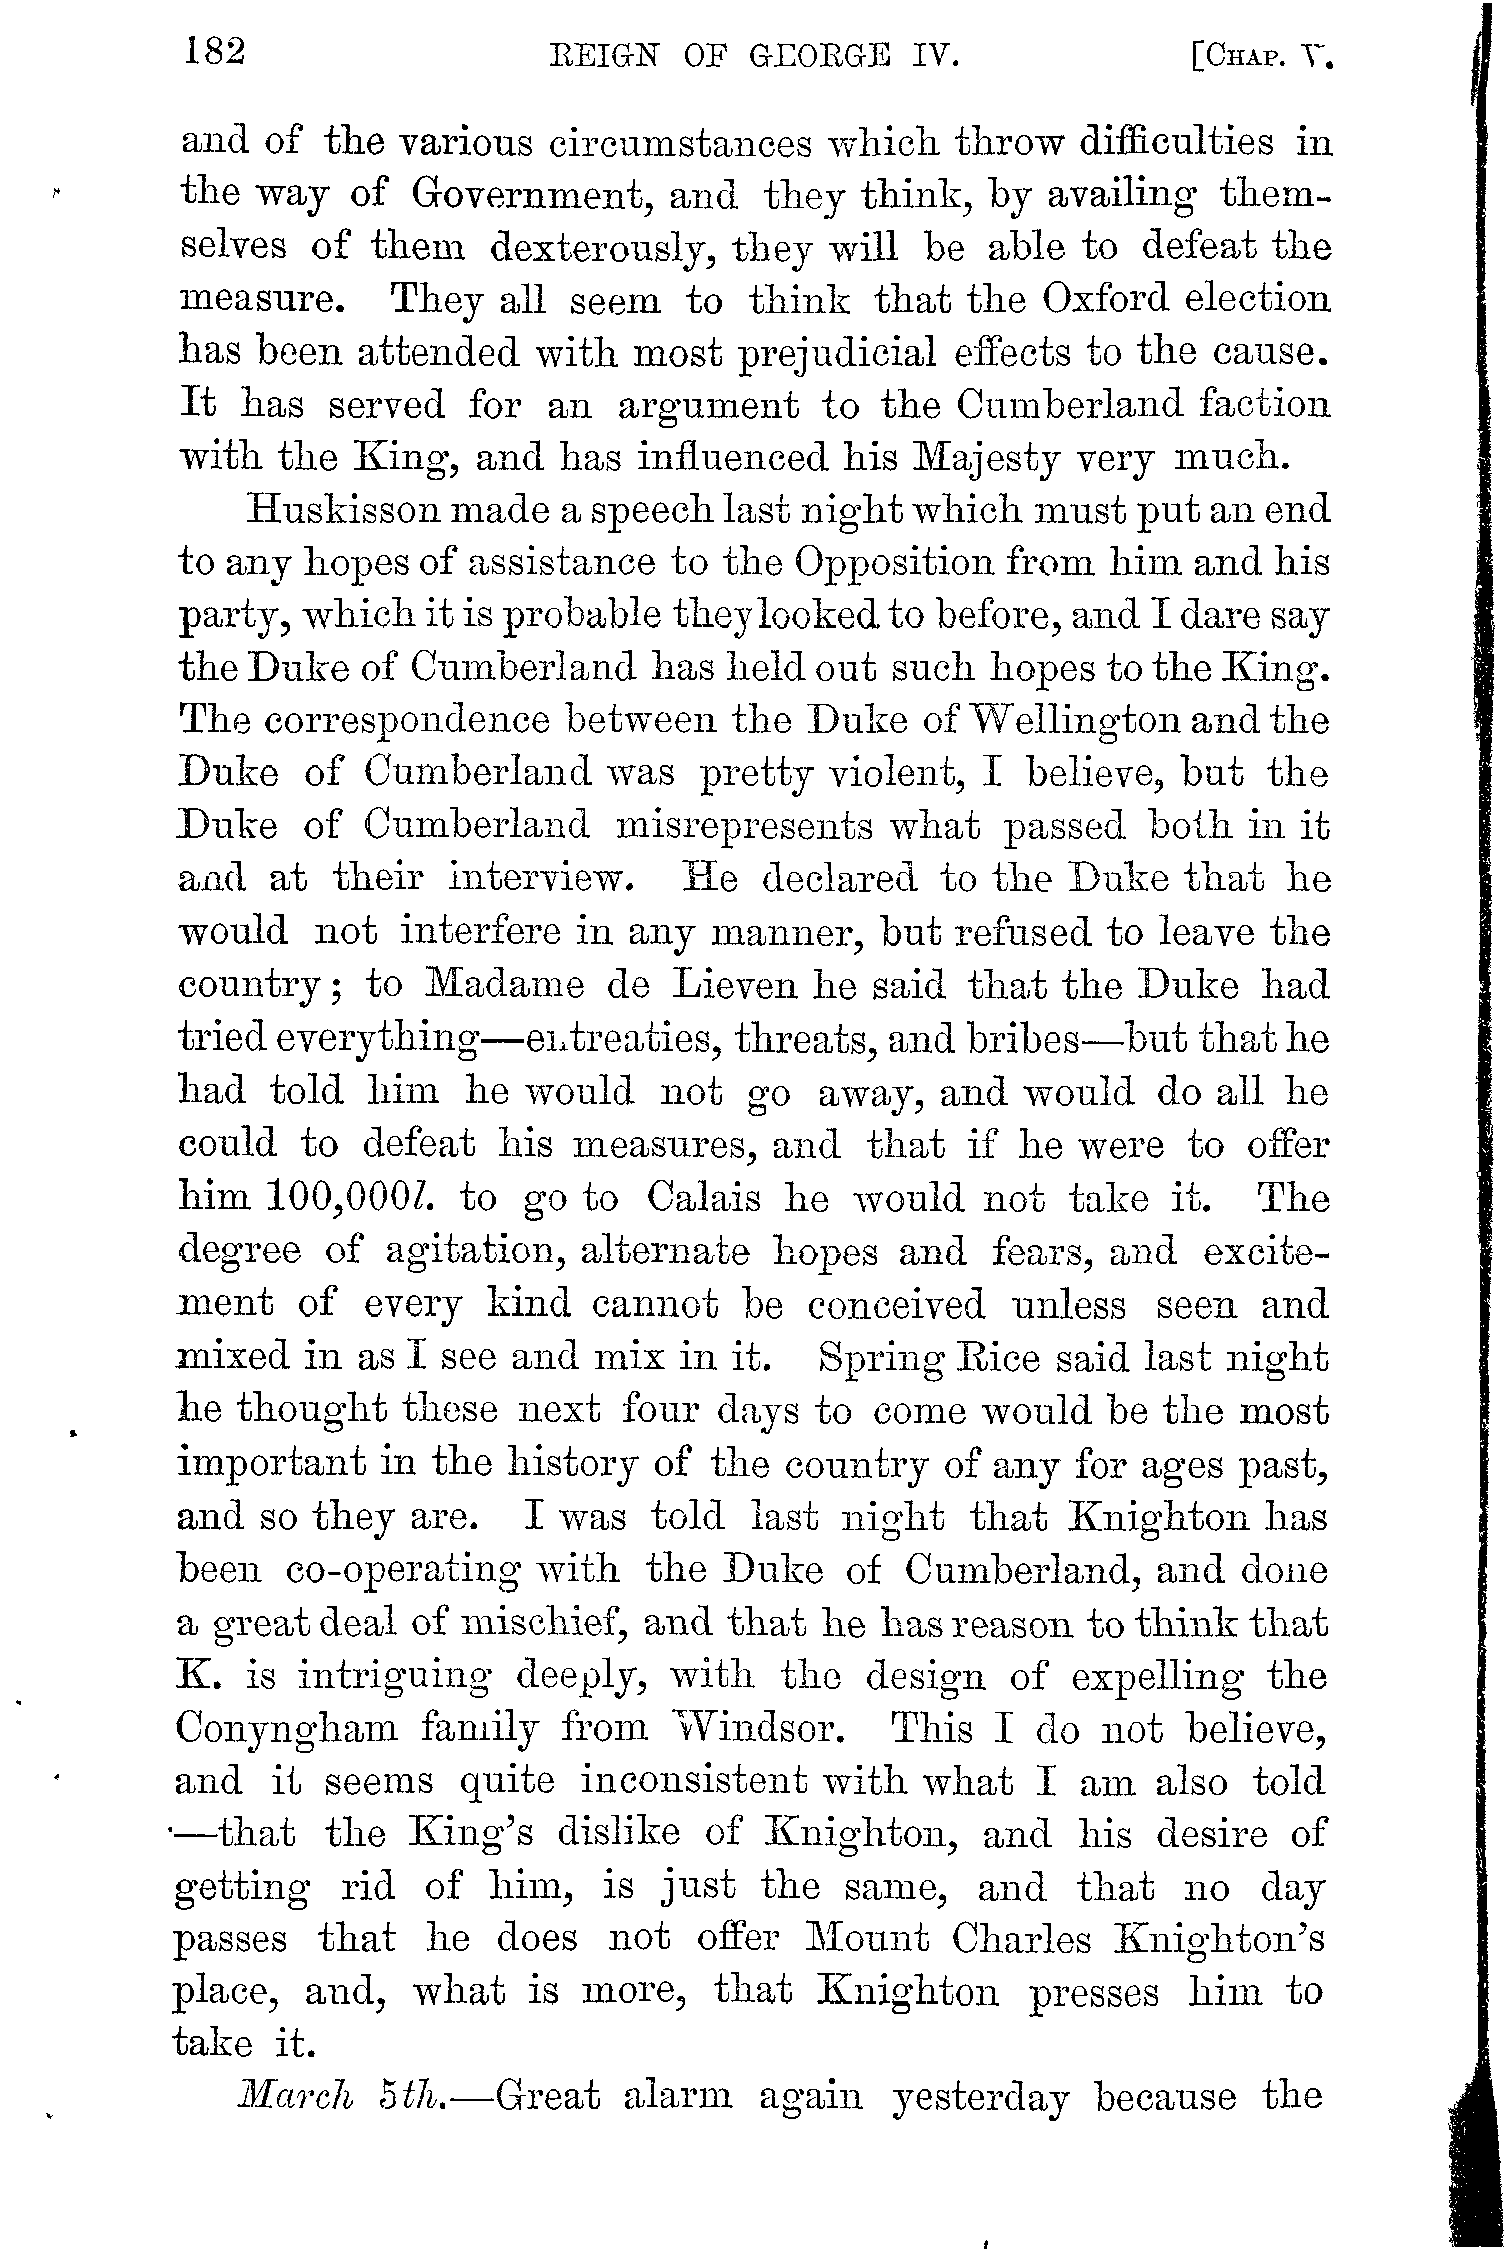 182 REIGN OF GEORGE IV. [CHAP. V.
and of the various circumstances which throw difficulties in
the way of Government, and they think, by availing them-
selves of them dexterously, they will be able to defeat the
measure. They all seem to think that the Oxford election
has been attended with most prejudicial effects to the cause.
It has served for an argument to the Cumberland faction
with the King, and has influenced his Majesty very much.
Huskisson made a speech last night which must put an end
to any hopes of assistance to the Opposition from him and his
party, which it is probable they looked to before, and I dare say
the Duke of Cumberland has held out such hopes to the King.
The correspondence between the Duke of Wellington and the
Duke of Cumberland was pretty violent, I believe, but the
Duke of Cumberland misrepresents what passed both in it
and at their interview. He declared to the Duke that he
would not interfere in any manner, but refused to leave the
country; to Madame de Lieven he said that the Duke had
tried everything—entreaties, threats, and bribes—but that he
had told him he would not go away, and would do all he
could to defeat his measures, and that if he were to offer
him 100,000l. to go to Calais he would not take it. The
degree of agitation, alternate hopes and fears, and excite-
ment of every kind cannot be conceived unless seen and
mixed in as I see and mix in it. Spring Rice said last night
he thought these next four days to come would be the most
important in the history of the country of any for ages past,
and so they are. I was told last night that Knighton has
been co-operating with the Duke of Cumberland, and done
a great deal of mischief, and that he has reason to think that
K. is intriguing deeply, with the design of expelling the
Conyngham family from Windsor. This I do not believe,
and it seems quite inconsistent with what I am also told
—that the King's dislike of Knighton, and his desire of
getting rid of him, is just the same, and that no day
passes that he does not offer Mount Charles Knighton's
place, and, what is more, that Knighton presses him to
take it.
March 5th.—Great alarm again yesterday because the